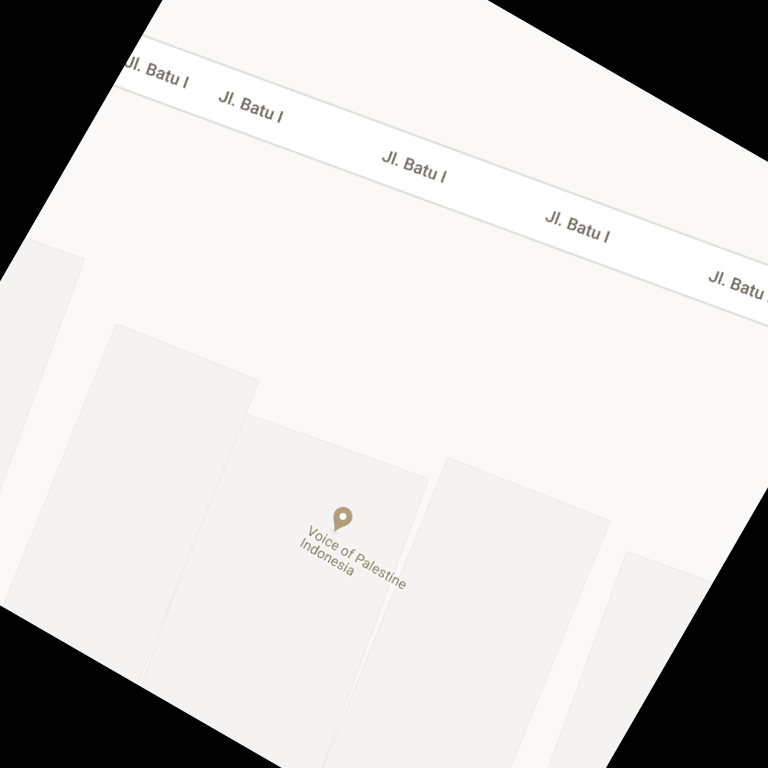 Jl. Batu I
Jl. Batu I
Jl. Batu I
Jl. Batu I
Jl. Batu
Voice of Palestine
Indonesia